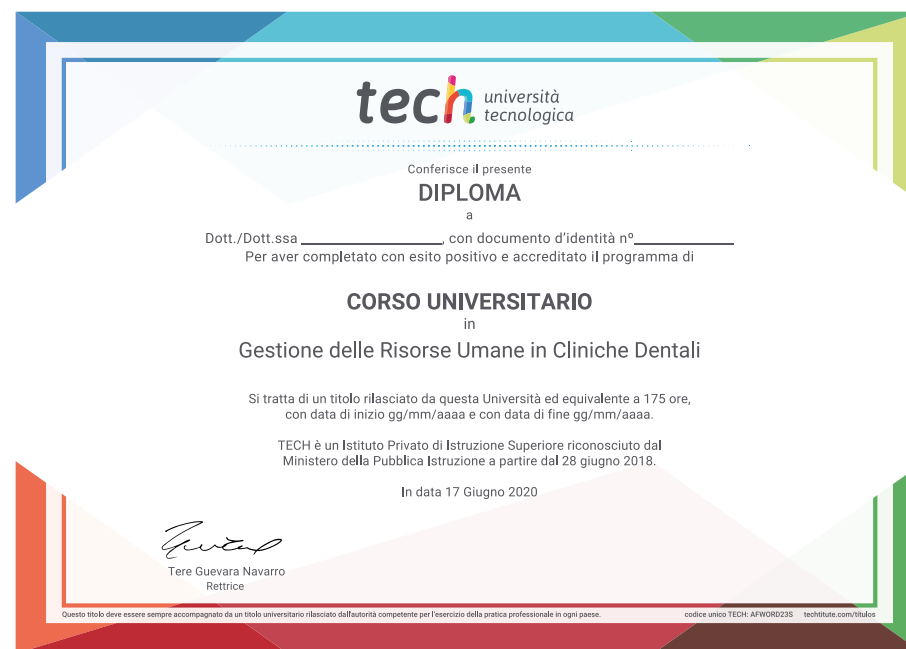 tech università
tecnologica
Conferisce il presente
DIPLOMA
a
Dott./Dott.ssa ____________________, con documento d'identità nº______________
Per aver completato con esito positivo e accreditato il programma di
CORSO UNIVERSITARIO
in
Gestione delle Risorse Umane in Cliniche Dentali
Si tratta di un titolo rilasciato da questa Università ed equivalente a 175 ore,
con data di inizio gg/mm/aaaa e con data di fine gg/mm/aaaa.
TECH è un Istituto Privato di Istruzione Superiore riconosciuto dal
Ministero della Pubblica Istruzione a partire dal 28 giugno 2018.
In data 17 Giugno 2020
Tere Guevara Navarro
Rettrice
Questo titolo deve essere sempre accompagnato da un titolo universitario rilasciato dall'autorità competente per l'esercizio della pratica professionale in ogni paese. codice unico TECH: AFWORD23S techtitute.com/titulos